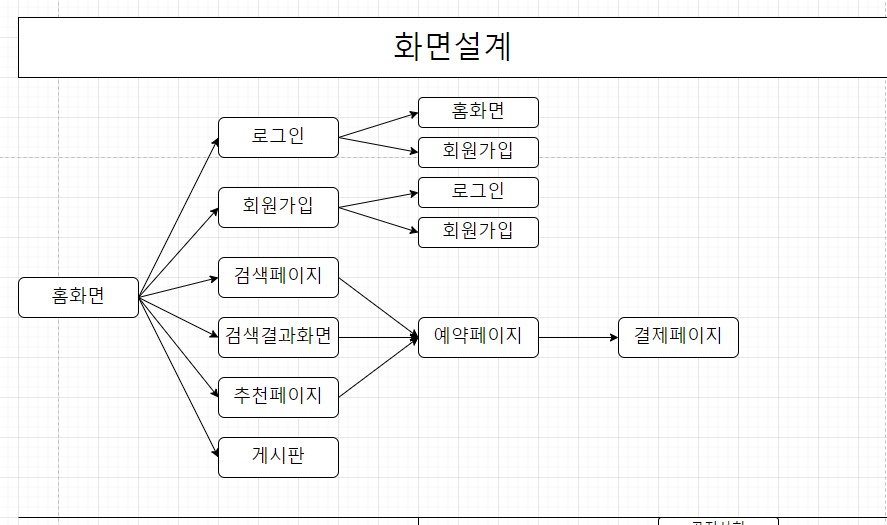 화면설계
홈화면
로그인
회원가입
회원가입
로그인
회원가입
검색페이지
홈화면
검색결과화면
예약페이지
결제페이지
추천페이지
게시판